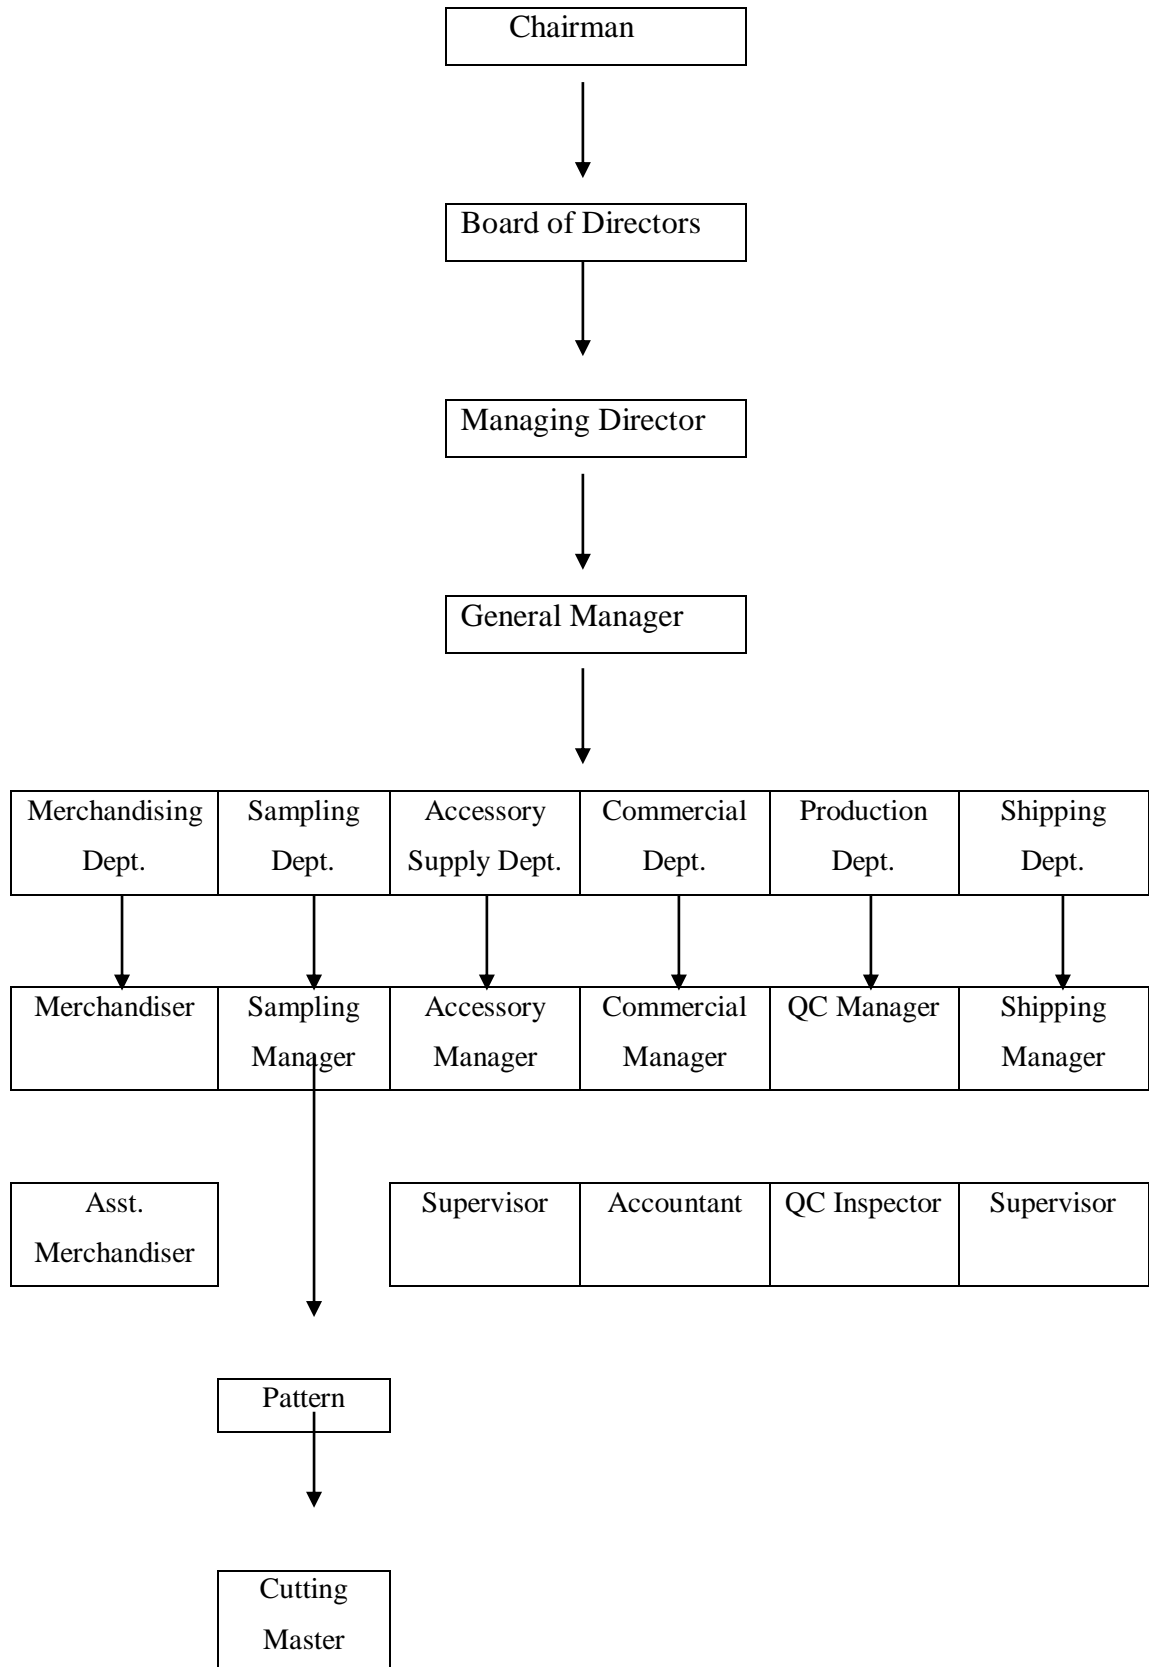 Chairman
Board of Directors
Managing Director
General Manager
Merchandising
Dept.
Sampling
Dept.
Accessory
Supply Dept.
Commercial
Dept.
Production
Dept.
Shipping
Dept.
Merchandiser
Sampling
Manager
Accessory
Manager
Commercial
Manager
QC Manager
Shipping
Manager
Asst.
Merchandiser
Supervisor
Accountant
QC Inspector
Supervisor
Pattern
Cutting
Master